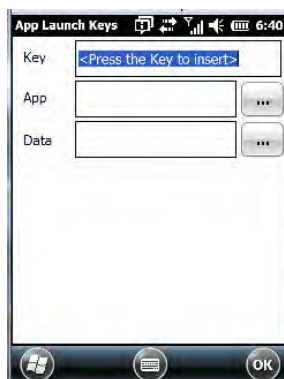 App Launch Keys 6:40
Key <Press the Key to insert>
App ...
Data ...
OK